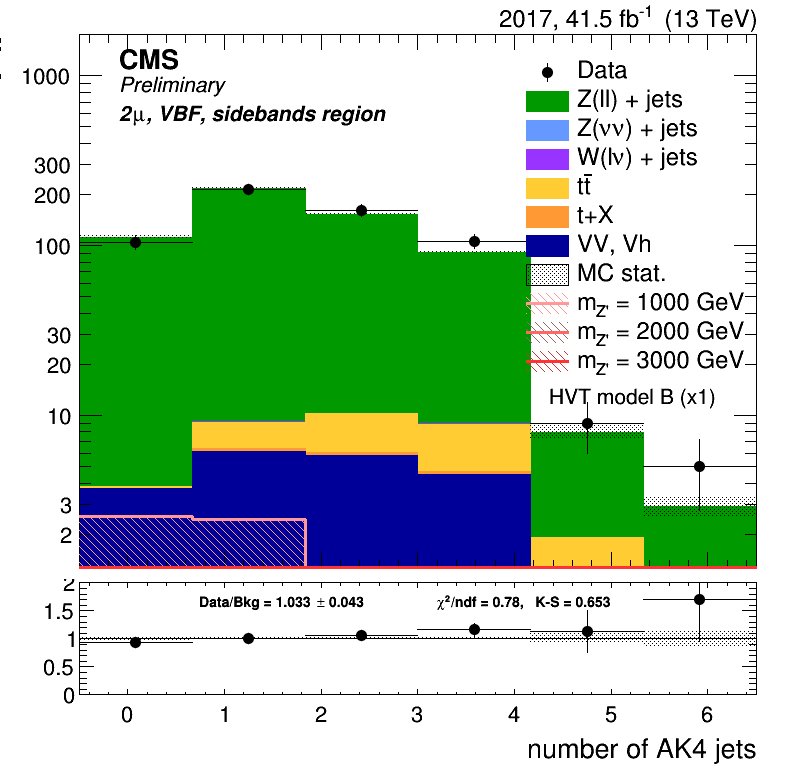 2017, 41.5 fb⁻¹ (13 TeV)
CMS
Preliminary
2μ, VBF, sidebands region
Data
Z(ll) + jets
Z(νν) + jets
W(lν) + jets
tt̄
t+X
VV, Vh
MC stat.
m_Z' = 1000 GeV
m_Z' = 2000 GeV
m_Z' = 3000 GeV
HVT model B (x1)
1000
300
200
100
30
20
10
3
2
2
1.5
1
0.5
0
Data/Bkg = 1.033 ± 0.043
χ²/ndf = 0.78, K-S = 0.653
0 1 2 3 4 5 6
number of AK4 jets